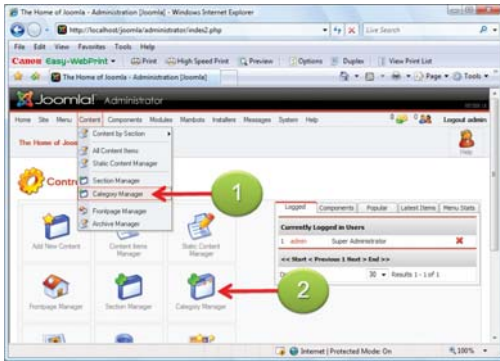 The Home of Joomla - Administration [Joomla] - Windows Internet Explorer
http://localhost/joomla/administrator/index2.php
Live Search
File Edit View Favorites Tools Help
Canon Easy-WebPrint Print High Speed Print Preview Options Duplex View Print List
The Home of Joomla - Administration [Joomla]
Page Tools
Joomla! Administrator
Home Site Menu Content Components Modules Mambots Installers Messages System Help
0 Logout admin
The Home of Joom
Help
Content by Section
All Content Items
Static Content Manager
Section Manager
Category Manager
Frontpage Manager
Archive Manager
1
Contr
Logged Components Popular Latest Items Menu Stats
Currently Logged in Users
1 admin Super Administrator
<< Start < Previous 1 Next > End >>
30 Results 1 - 1 of 1
Add New Content
Content Items Manager
Static Content Manager
2
Frontpage Manager
Section Manager
Category Manager
Internet | Protected Mode: On
100%